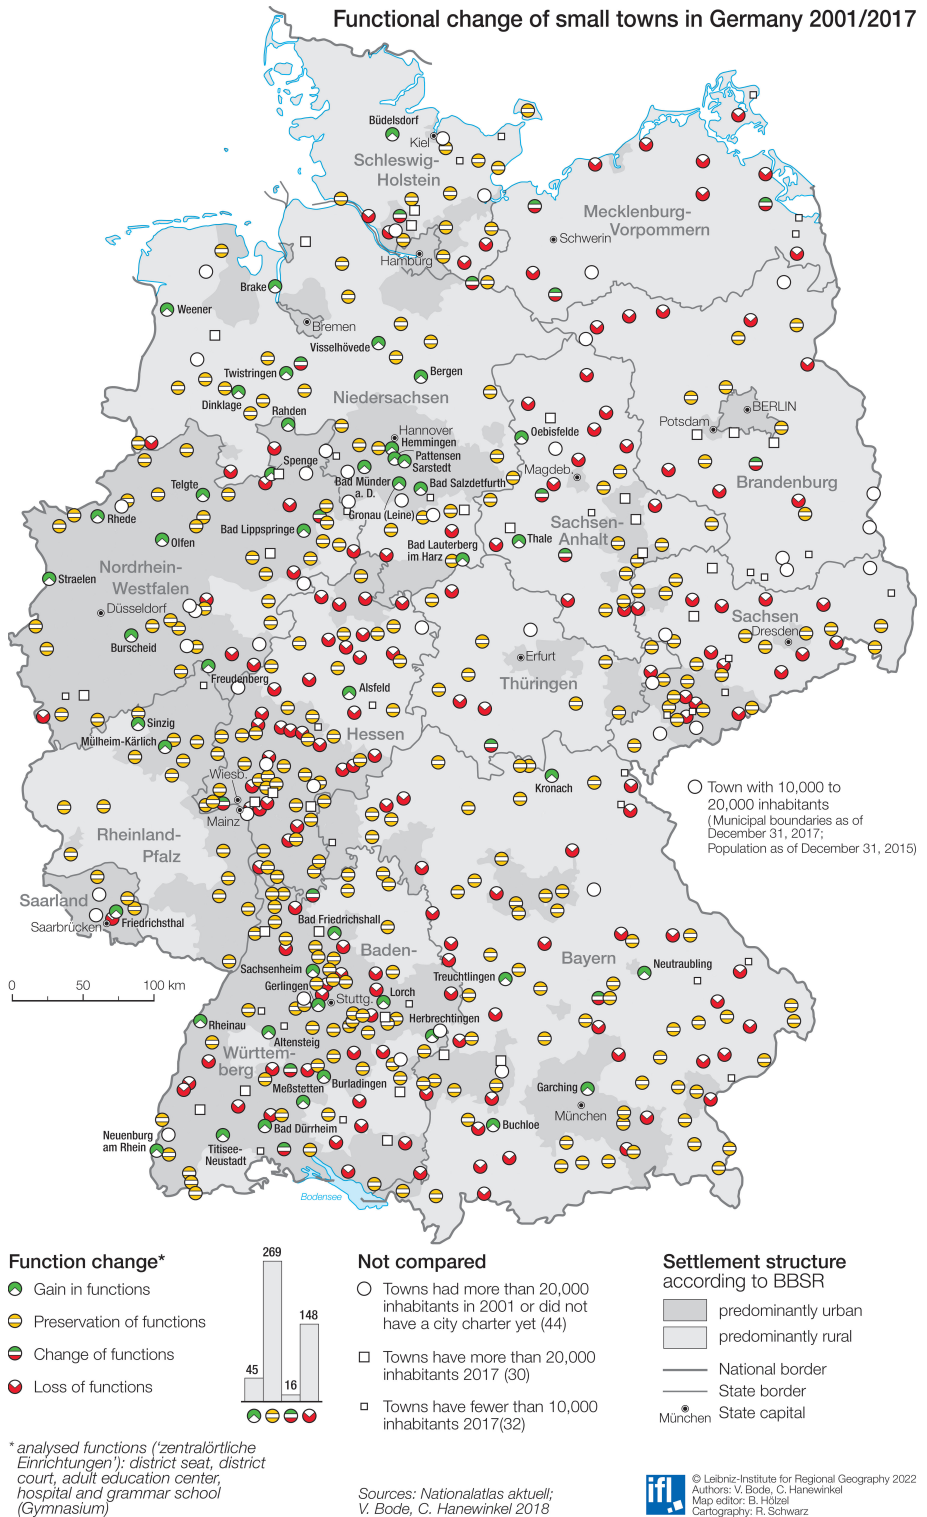 Functional change of small towns in Germany 2001/2017
Büdelsdorf
Kiel
Schleswig-
Holstein
Mecklenburg-
Vorpommern
Schwerin
Hamburg
Brake
Weener
Bremen
Visselhövede
Twistringen
Bergen
Dinklage
Niedersachsen
Rahden
BERLIN
Potsdam
Hannover
Hemmingen
Oebisfelde
Pattensen
Spenge
Sarstedt
Magdeb.
Telgte
Bad Münder
a. D.
Bad Salzdetfurth
Brandenburg
Rhede
Gronau (Leine)
Sachsen-
Anhalt
Bad Lippspringe
Olfen
Bad Lauterberg
im Harz
Thale
Nordrhein-
Westfalen
Straelen
Düsseldorf
Sachsen
Dresden
Burscheid
Erfurt
Freudenberg
Thüringen
Alsfeld
Sinzig
Hessen
Mülheim-Kärlich
Wiesb.
Kronach
Mainz
Town with 10,000 to
20,000 inhabitants
(Municipal boundaries as of
December 31, 2017;
Population as of December 31, 2015)
Rheinland-
Pfalz
Saarland
Saarbrücken
Friedrichsthal
Bad Friedrichshall
Baden-
Bayern
Sachsenheim
Neutraubling
Treuchtlingen
Gerlingen
Lorch
0 50 100 km
Stuttg.
Herbrechtingen
Rheinau
Altensteig
Württem-
berg
Meßstetten
Burladingen
Garching
München
Bad Dürrheim
Buchloe
Neuenburg
am Rhein
Titisee-
Neustadt
Bodensee
Function change*
Gain in functions
Preservation of functions
Change of functions
Loss of functions
269
148
45
16
Not compared
Towns had more than 20,000
inhabitants in 2001 or did not
have a city charter yet (44)
Towns have more than 20,000
inhabitants 2017 (30)
Towns have fewer than 10,000
inhabitants 2017(32)
Settlement structure
according to BBSR
predominantly urban
predominantly rural
National border
State border
München
State capital
* analysed functions (‘zentralörtliche
Einrichtungen’): district seat, district
court, adult education center,
hospital and grammar school
(Gymnasium)
Sources: Nationalatlas aktuell;
V. Bode, C. Hanewinkel 2018
ifl
© Leibniz-Institute for Regional Geography 2022
Authors: V. Bode, C. Hanewinkel
Map editor: B. Hölzel
Cartography: R. Schwarz